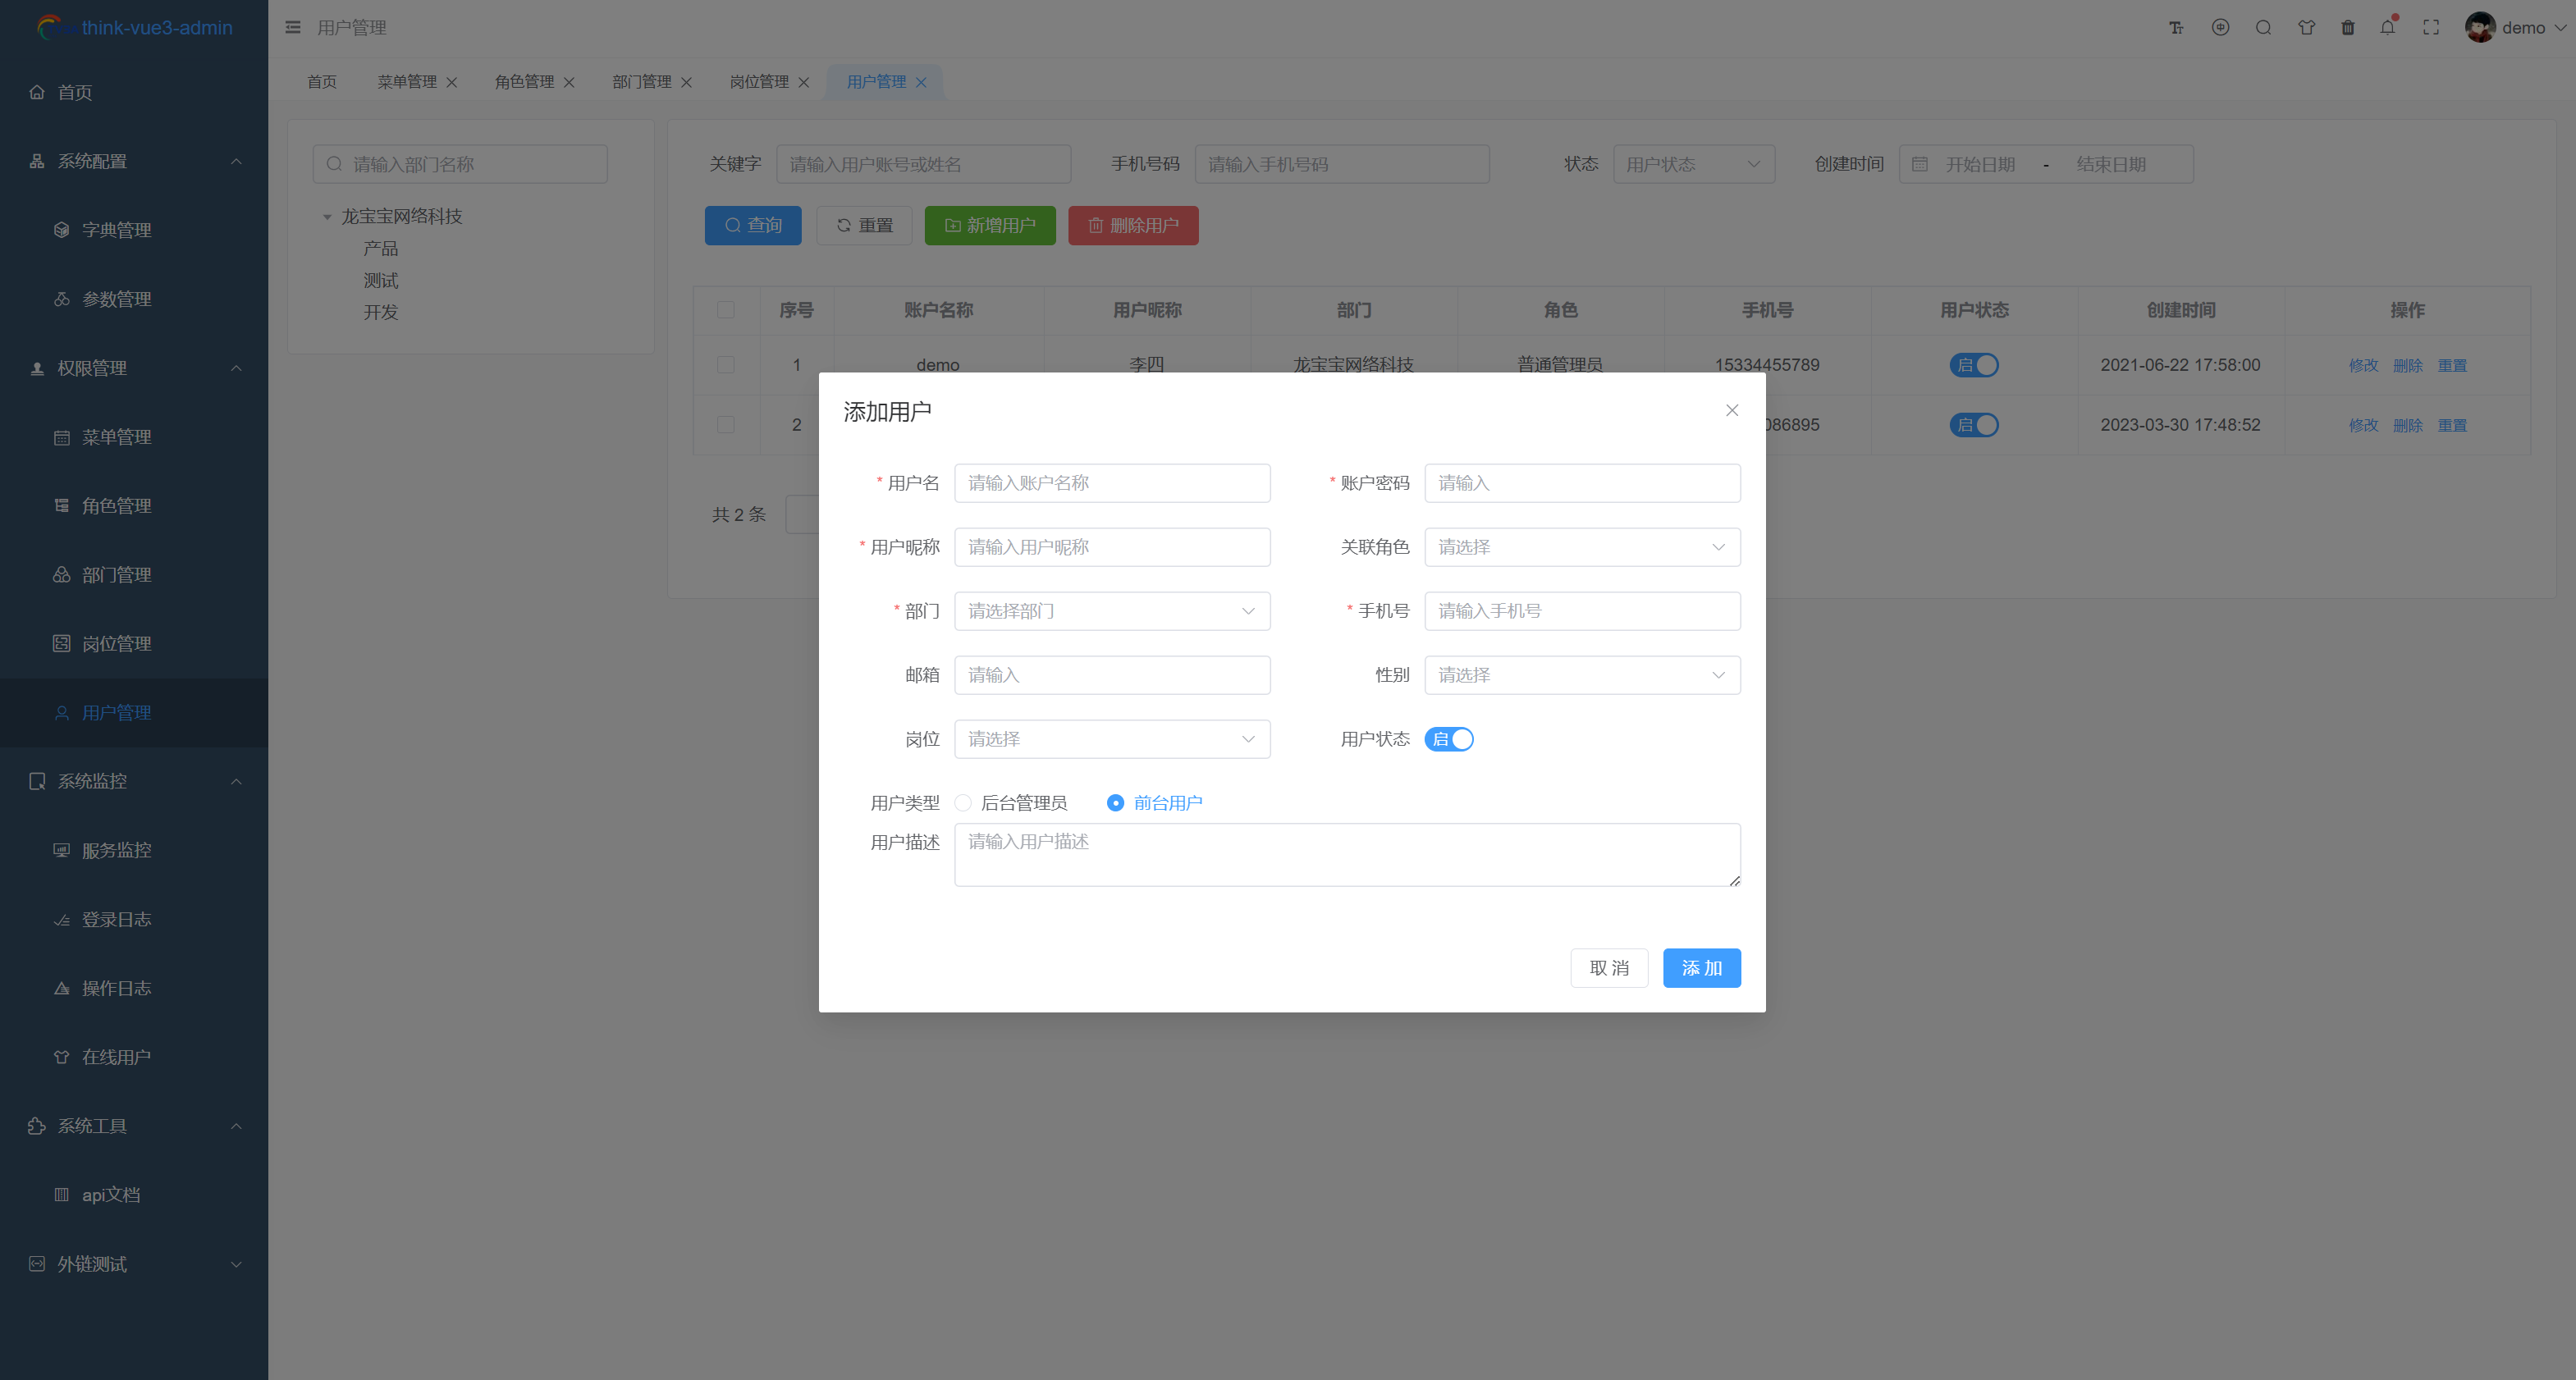 think-vue3-admin
首页
系统配置
字典管理
参数管理
权限管理
菜单管理
角色管理
部门管理
岗位管理
用户管理
系统监控
服务监控
登录日志
操作日志
在线用户
系统工具
api文档
外链测试
用户管理
demo
首页 菜单管理 角色管理 部门管理 岗位管理 用户管理
请输入部门名称
龙宝宝网络科技
产品
测试
开发
关键字 请输入用户账号或姓名 手机号码 请输入手机号码 状态 用户状态 创建时间 开始日期 - 结束日期
查询 重置 新增用户 删除用户
序号 账户名称 用户昵称 部门 角色 手机号 用户状态 创建时间 操作
1 demo 李四 龙宝宝网络科技 普通管理员 15334455789 启 2021-06-22 17:58:00 修改 删除 重置
2 086895 启 2023-03-30 17:48:52 修改 删除 重置
共 2 条
添加用户
* 用户名 请输入账户名称 * 账户密码 请输入
* 用户昵称 请输入用户昵称 关联角色 请选择
* 部门 请选择部门 * 手机号 请输入手机号
邮箱 请输入 性别 请选择
岗位 请选择 用户状态 启
用户类型 后台管理员 前台用户
用户描述 请输入用户描述
取 消 添 加